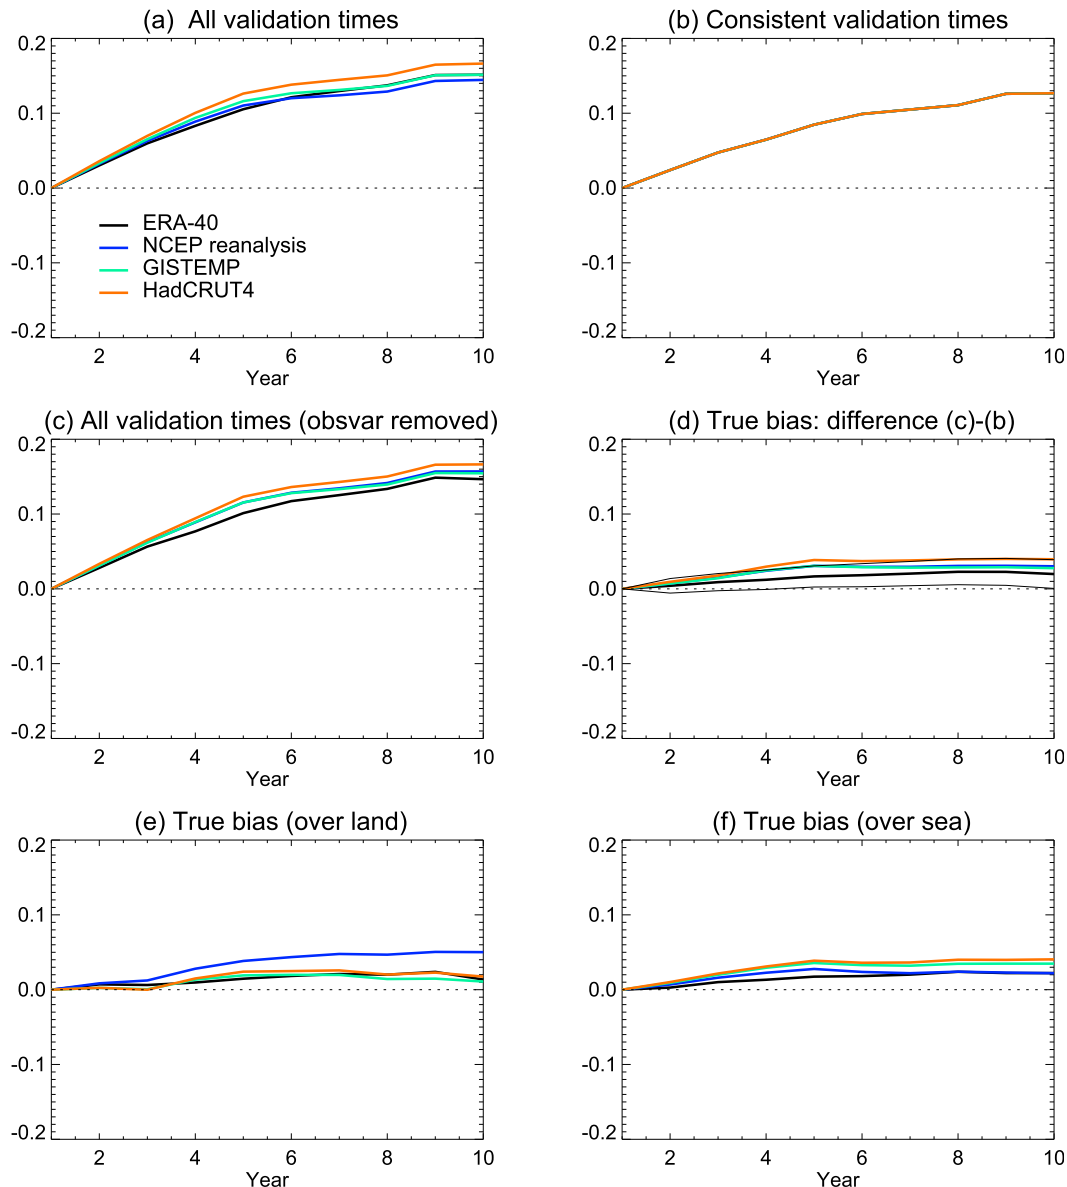 (a)  All validation times
0.2
0.1
0.0
-0.1
-0.2
ERA-40
NCEP reanalysis
GISTEMP
HadCRUT4
2 4 6 8 10
Year
(b) Consistent validation times
0.2
0.1
0.0
-0.1
-0.2
2 4 6 8 10
Year
(c) All validation times (obsvar removed)
0.2
0.1
0.0
-0.1
-0.2
2 4 6 8 10
Year
(d) True bias: difference (c)-(b)
0.2
0.1
0.0
-0.1
-0.2
2 4 6 8 10
Year
(e) True bias (over land)
0.2
0.1
0.0
-0.1
-0.2
2 4 6 8 10
Year
(f) True bias (over sea)
0.2
0.1
0.0
-0.1
-0.2
2 4 6 8 10
Year